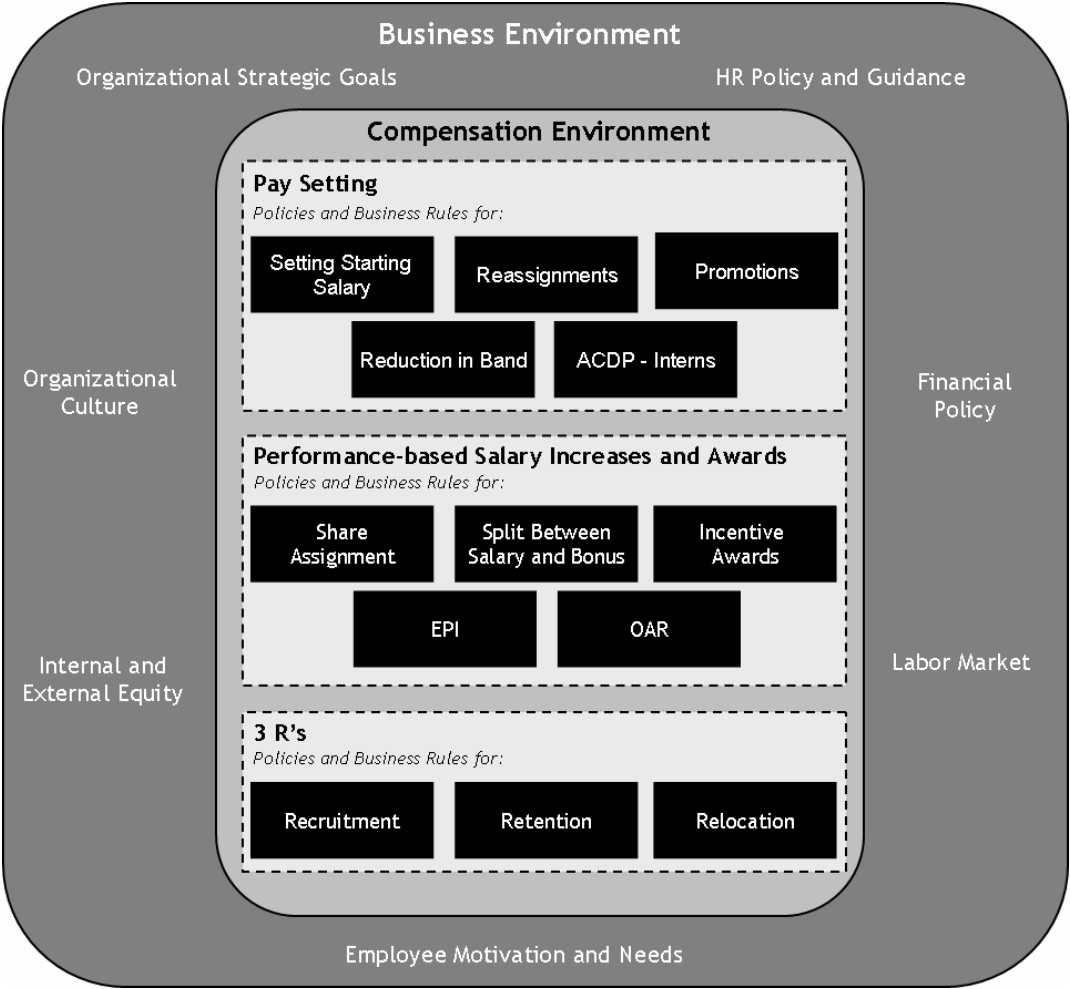 Business Environment
Organizational Strategic Goals
HR Policy and Guidance
Compensation Environment
Pay Setting
Policies and Business Rules for:
Setting Starting
Salary
Reassignments
Promotions
Reduction in Band
ACDP - Interns
Organizational
Culture
Financial
Policy
Performance-based Salary Increases and Awards
Policies and Business Rules for:
Share
Assignment
Split Between
Salary and Bonus
Incentive
Awards
EPI
OAR
Internal and
External Equity
Labor Market
3 R's
Policies and Business Rules for:
Recruitment
Retention
Relocation
Employee Motivation and Needs